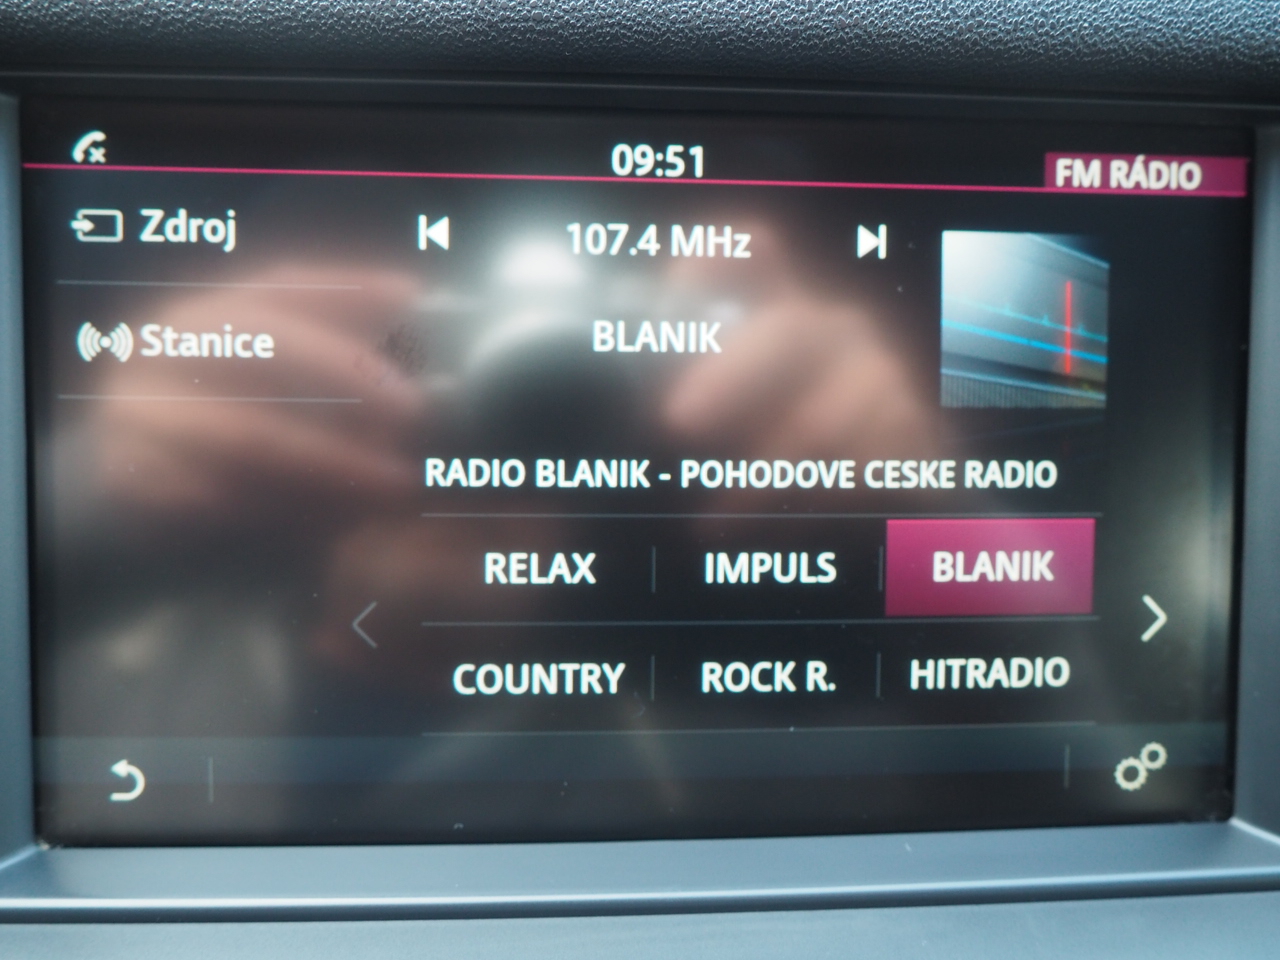 09:51
FM RÁDIO
Zdroj
107.4 MHz
Stanice
BLANIK
RADIO BLANIK - POHODOVE CESKE RADIO
RELAX IMPULS BLANIK
COUNTRY ROCK R. HITRADIO